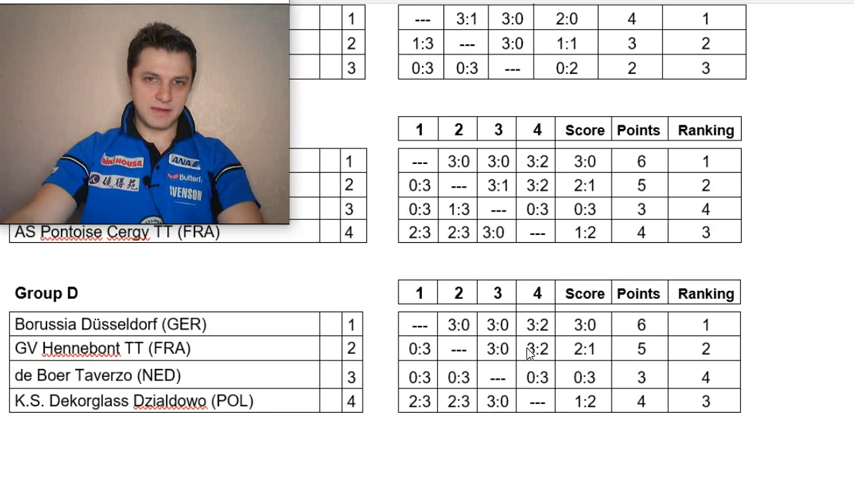 1 --- 3:1 3:0 2:0 4 1
2 1:3 --- 3:0 1:1 3 2
3 0:3 0:3 --- 0:2 2 3
1 2 3 4 Score Points Ranking
1 --- 3:0 3:0 3:2 3:0 6 1
2 0:3 --- 3:1 3:2 2:1 5 2
3 0:3 1:3 --- 0:3 0:3 3 4
AS Pontoise Cergy TT (FRA) 4 2:3 2:3 3:0 --- 1:2 4 3
Group D 1 2 3 4 Score Points Ranking
Borussia Düsseldorf (GER) 1 --- 3:0 3:0 3:2 3:0 6 1
GV Hennebont TT (FRA) 2 0:3 --- 3:0 3:2 2:1 5 2
de Boer Taverzo (NED) 3 0:3 0:3 --- 0:3 0:3 3 4
K.S. Dekorglass Dzialdowo (POL) 4 2:3 2:3 3:0 --- 1:2 4 3